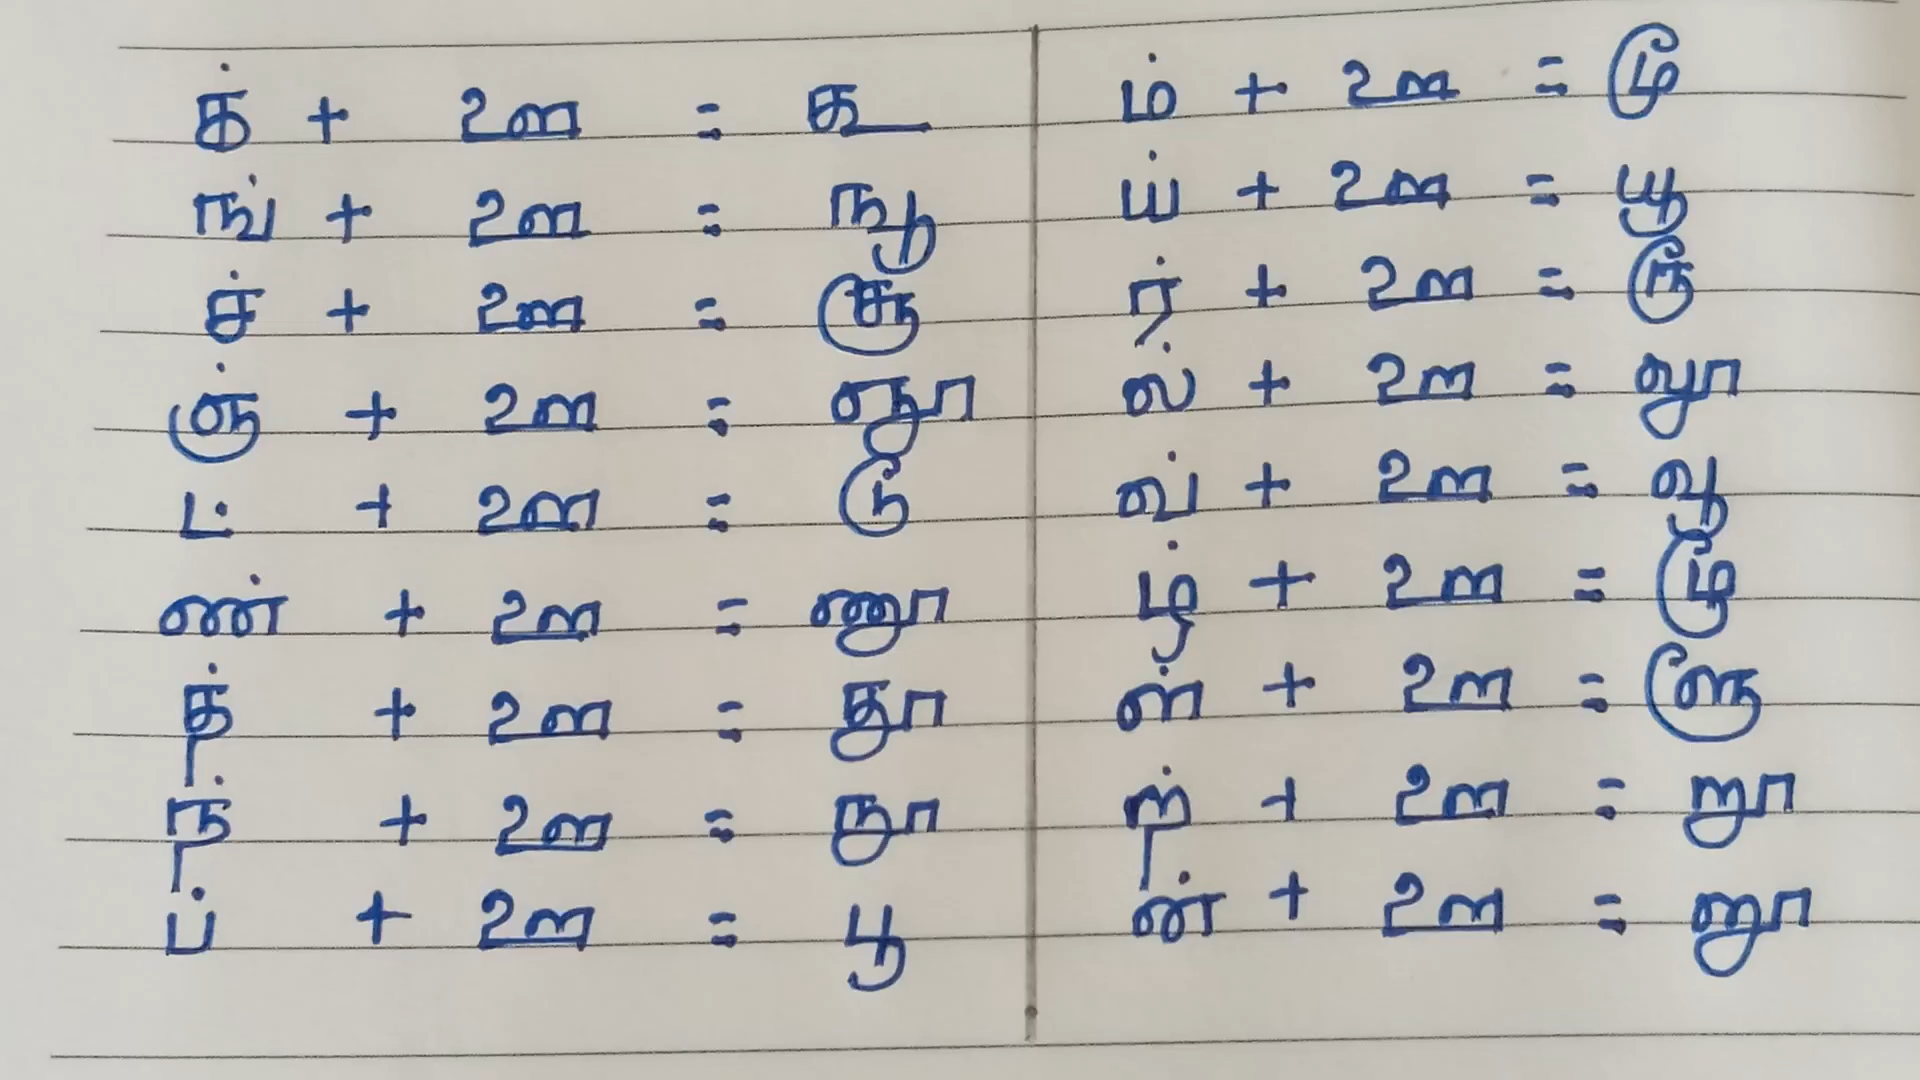 க் + ஊ = கூ
ங் + ஊ = ஙூ
ச் + ஊ = சூ
ஞ் + ஊ = ஞூ
ட் + ஊ = டூ
ண் + ஊ = ணூ
த் + ஊ = தூ
ந் + ஊ = நூ
ப் + ஊ = பூ
ம் + ஊ = மூ
ய் + ஊ = யூ
ர் + ஊ = ரூ
ல் + ஊ = லூ
வ் + ஊ = வூ
ழ் + ஊ = ழூ
ள் + ஊ = ளூ
ற் + ஊ = றூ
ன் + ஊ = னூ